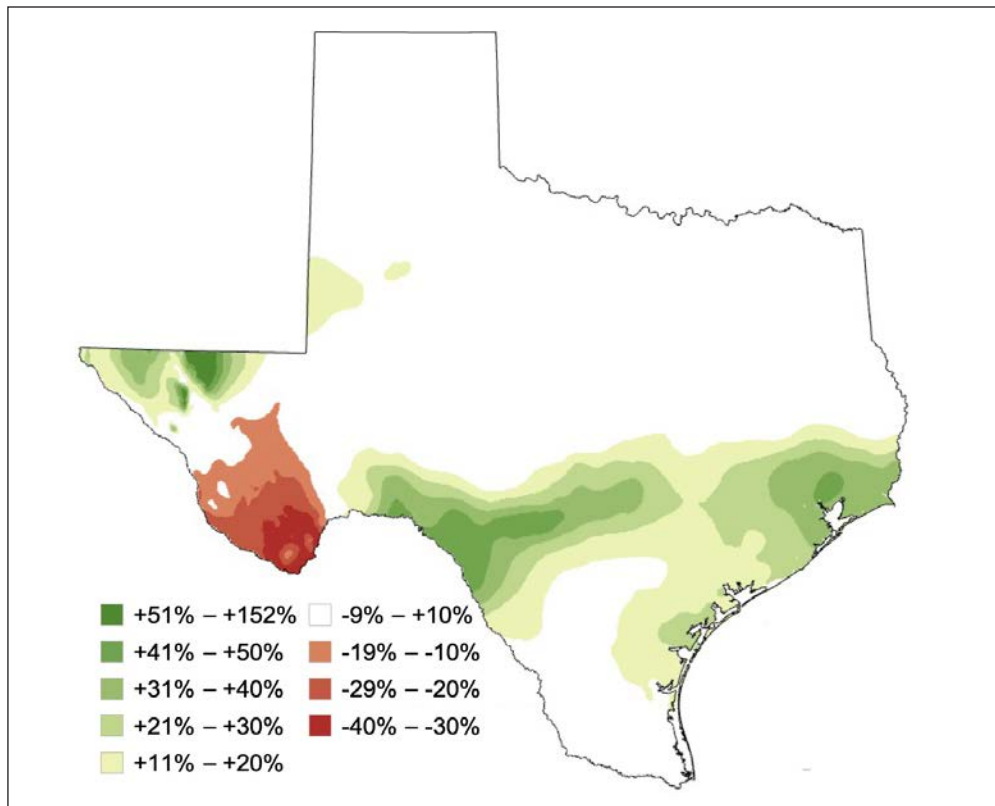 +51% – +152%
+41% – +50%
+31% – +40%
+21% – +30%
+11% – +20%
-9% – +10%
-19% – -10%
-29% – -20%
-40% – -30%